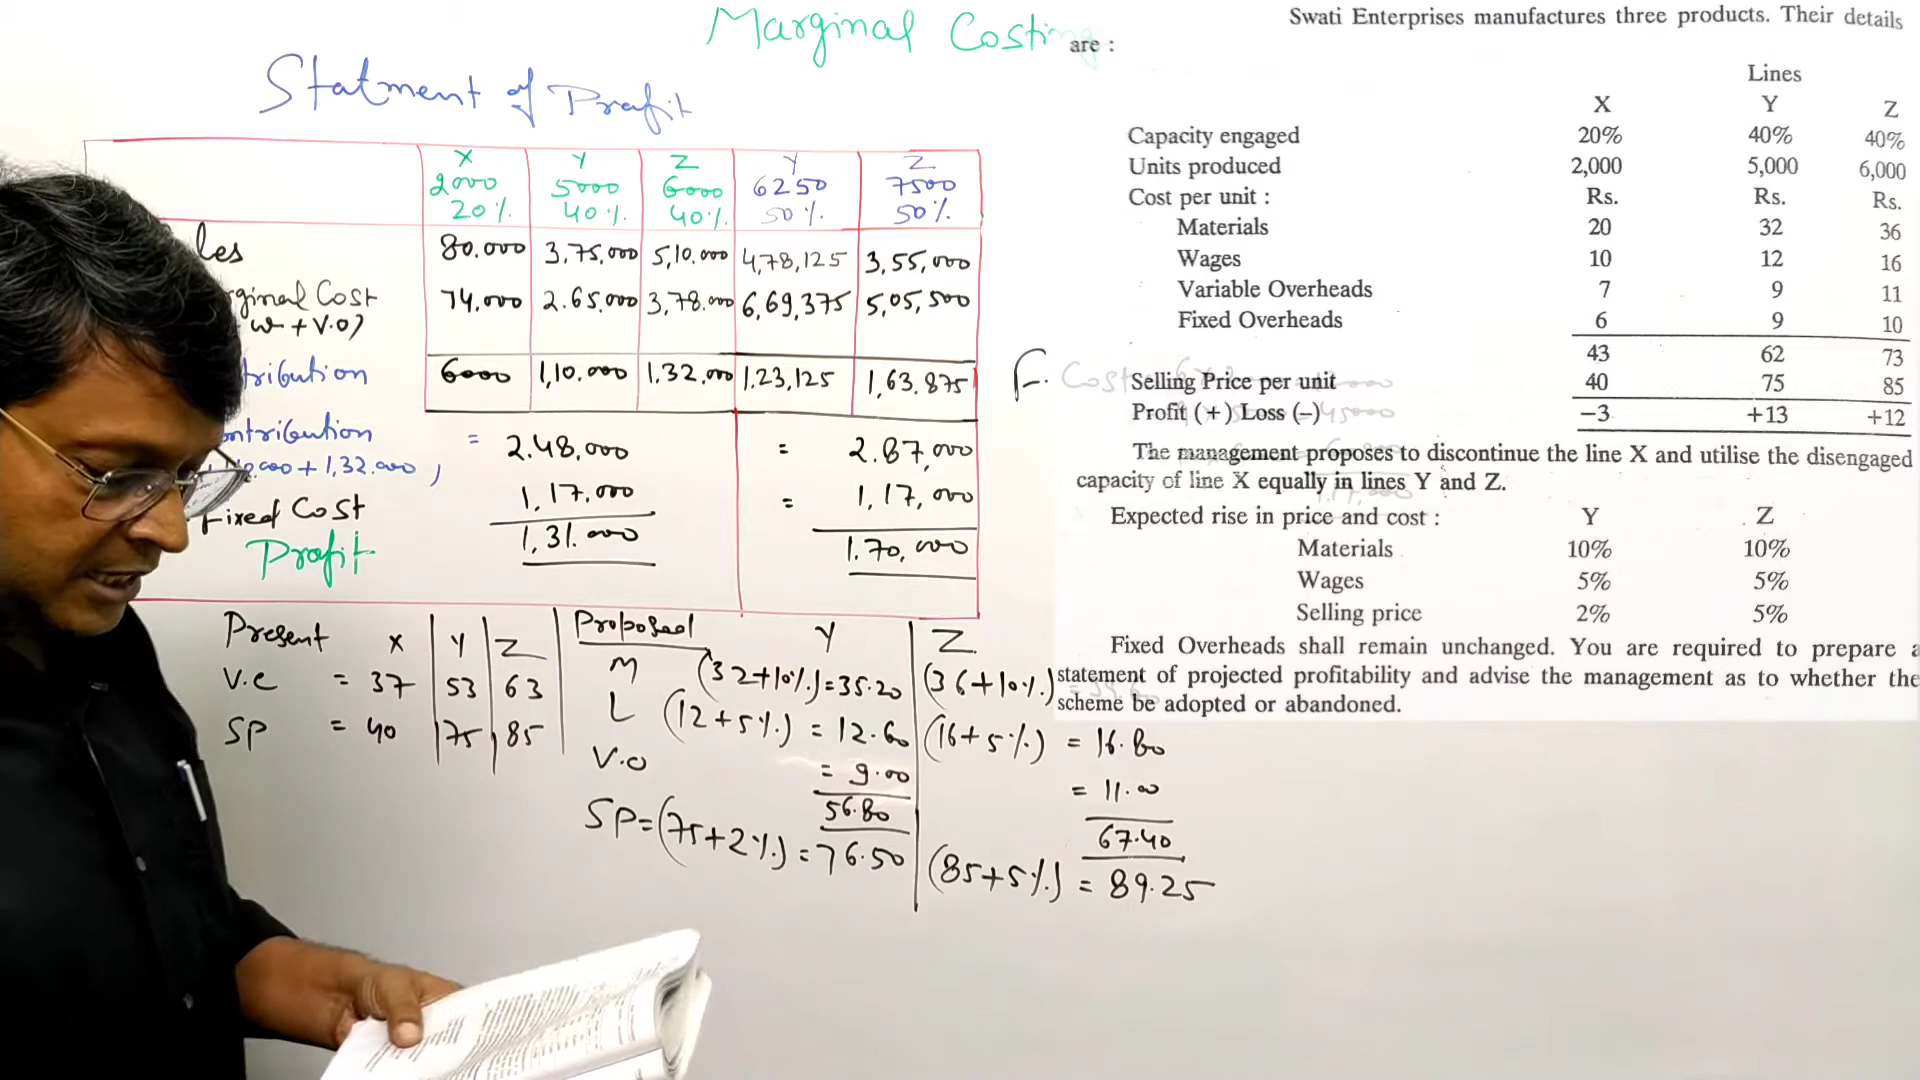 Marginal Costing
Statment of Profit
X Y Z Y Z
2000 5000 6000 6250 7500
20% 40% 40% 50% 50%
les 80.000 3,75,000 5,10.000 4,78,125 3,55,000
ginal Cost 74.000 2.65.000 3,78.000 6,69,375 5,05,500
w + V.O)
tribution 6000 1,10.000 1.32.000 1.23,125 1,63.875
ontribution = 2.48,000 = 2.87,000
000 + 1,32.000)
Fixed Cost 1,17.000 = 1,17,000
Profit 1,31.000 1.70,000
Present X Y Z
V.C = 37 53 63
SP = 40 75 85
Proposed Y Z.
M (32+10%)=35.20 (36+10%)
L (12+5%) = 12.60 (16+5%) = 16.80
V.O = 9.00 = 11.00
56.80 67.40
SP=(75+2%)=76.50 (85+5%) = 89.25
F. Cost
45000
Swati Enterprises manufactures three products. Their details
are :
Lines
X Y Z
Capacity engaged 20% 40% 40%
Units produced 2,000 5,000 6,000
Cost per unit : Rs. Rs. Rs.
Materials 20 32 36
Wages 10 12 16
Variable Overheads 7 9 11
Fixed Overheads 6 9 10
43 62 73
Selling Price per unit 40 75 85
Profit (+) Loss (–) –3 +13 +12
The management proposes to discontinue the line X and utilise the disengaged
capacity of line X equally in lines Y and Z.
Expected rise in price and cost : Y Z
Materials 10% 10%
Wages 5% 5%
Selling price 2% 5%
Fixed Overheads shall remain unchanged. You are required to prepare a
statement of projected profitability and advise the management as to whether the
scheme be adopted or abandoned.